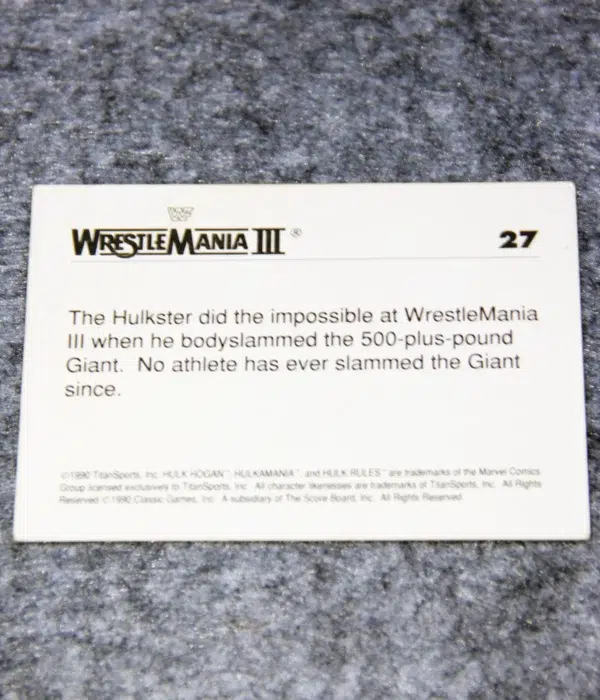 WF
WRESTLEMANIA III ®
27
The Hulkster did the impossible at WrestleMania
III when he bodyslammed the 500-plus-pound
Giant. No athlete has ever slammed the Giant
since.
©1990 TitanSports, Inc. HULK HOGAN™, HULKAMANIA™, and HULK RULES™ are trademarks of the Marvel Comics
Group licensed exclusively to TitanSports, Inc. All character likenesses are trademarks of TitanSports, Inc. All Rights
Reserved ©1990 Classic Games, Inc. A subsidiary of The Score Board, Inc. All Rights Reserved